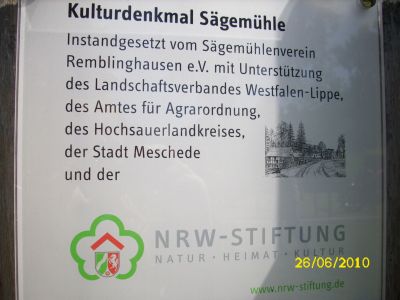 Kulturdenkmal Sägemühle
Instandgesetzt vom Sägemühlenverein
Remblinghausen e.V. mit Unterstützung
des Landschaftsverbandes Westfalen-Lippe,
des Amtes für Agrarordnung,
des Hochsauerlandkreises,
der Stadt Meschede
und der
NRW-STIFTUNG
NATUR · HEIMAT · KULTUR
26/06/2010
www.nrw-stiftung.de